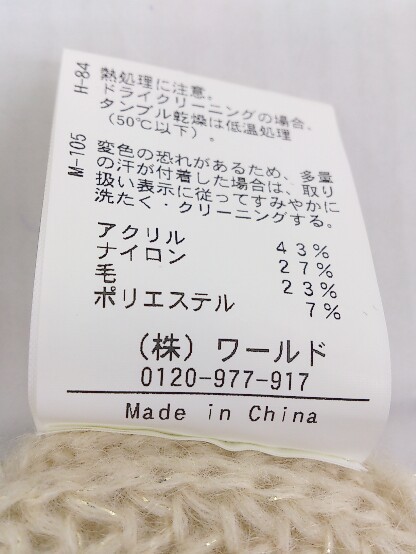 H-84 熱処理に注意。
ドライクリーニングの場合、
タンブル乾燥は低温処理
（50℃以下）。
M-105 変色の恐れがあるため、多量
の汗が付着した場合は、取り
扱い表示に従ってすみやかに
洗たく・クリーニングする。
アクリル 43%
ナイロン 27%
毛 23%
ポリエステル 7%
（株）ワールド
0120-977-917
Made in China